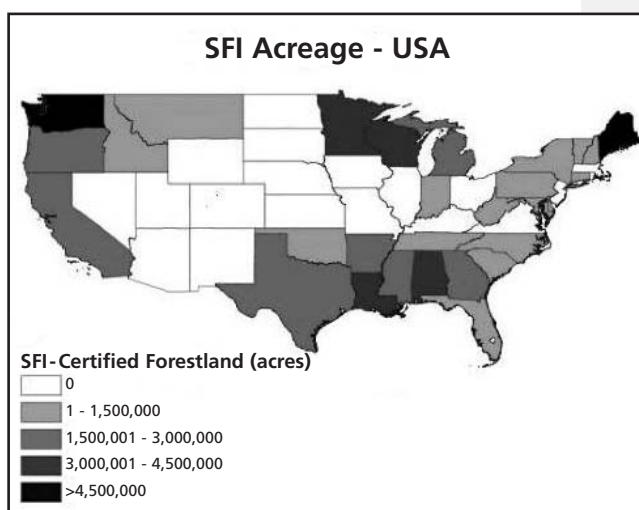 SFI Acreage - USA
SFI-Certified Forestland (acres)
0
1 - 1,500,000
1,500,001 - 3,000,000
3,000,001 - 4,500,000
>4,500,000